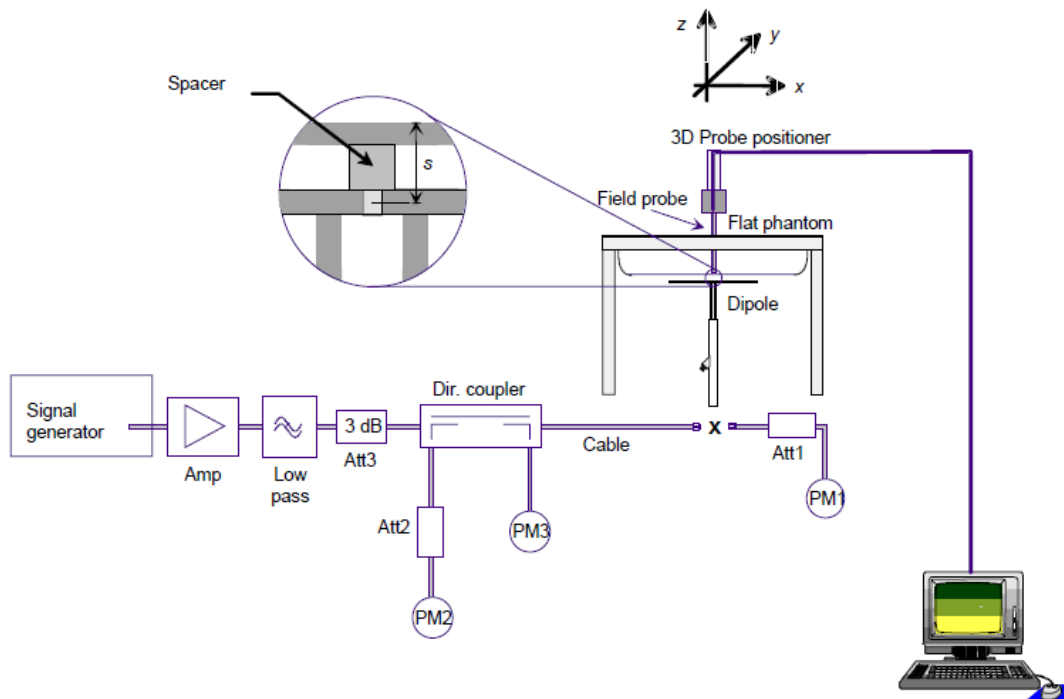 z
y
x
Spacer
s
3D Probe positioner
Field probe
Flat phantom
Dipole
Signal
generator
Amp
Low
pass
3 dB
Att3
Dir. coupler
Cable
X
Att1
PM1
Att2
PM3
PM2